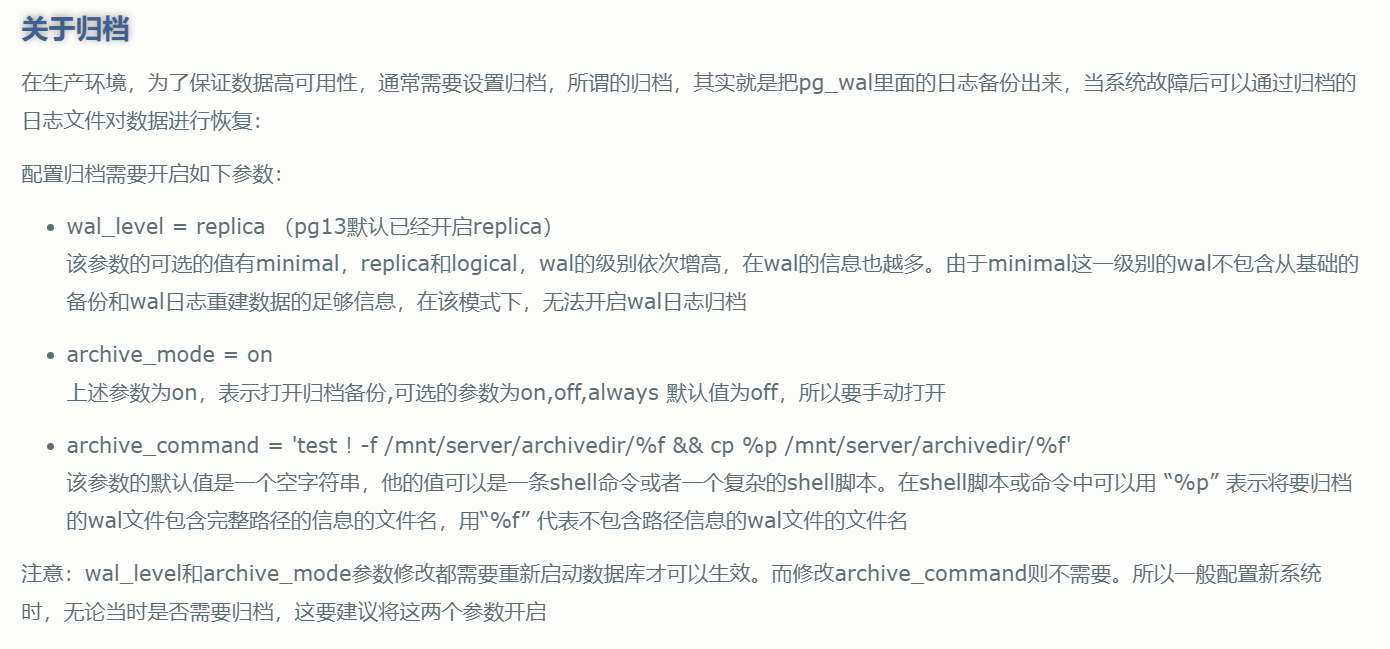 关于归档
在生产环境，为了保证数据高可用性，通常需要设置归档，所谓的归档，其实就是把pg_wal里面的日志备份出来，当系统故障后可以通过归档的
日志文件对数据进行恢复：
配置归档需要开启如下参数：
• wal_level = replica （pg13默认已经开启replica）
该参数的可选的值有minimal，replica和logical，wal的级别依次增高，在wal的信息也越多。由于minimal这一级别的wal不包含从基础的
备份和wal日志重建数据的足够信息，在该模式下，无法开启wal日志归档
• archive_mode = on
上述参数为on，表示打开归档备份,可选的参数为on,off,always 默认值为off，所以要手动打开
• archive_command = 'test ! -f /mnt/server/archivedir/%f && cp %p /mnt/server/archivedir/%f'
该参数的默认值是一个空字符串，他的值可以是一条shell命令或者一个复杂的shell脚本。在shell脚本或命令中可以用 “%p” 表示将要归档
的wal文件包含完整路径的信息的文件名，用“%f” 代表不包含路径信息的wal文件的文件名
注意：wal_level和archive_mode参数修改都需要重新启动数据库才可以生效。而修改archive_command则不需要。所以一般配置新系统
时，无论当时是否需要归档，这要建议将这两个参数开启